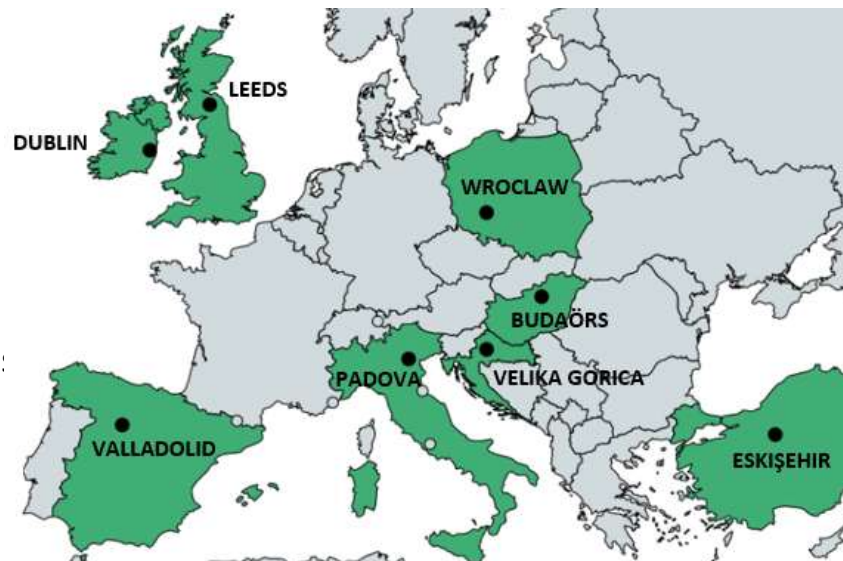 LEEDS
DUBLIN
WROCLAW
BUDAÖRS
PADOVA
VELIKA GORICA
VALLADOLID
ESKIŞEHIR